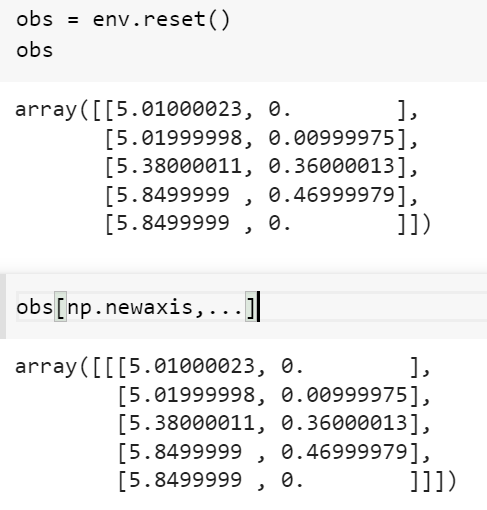 obs = env.reset()
obs
array([[5.01000023, 0.        ],
       [5.01999998, 0.00999975],
       [5.38000011, 0.36000013],
       [5.8499999 , 0.46999979],
       [5.8499999 , 0.        ]])
obs[np.newaxis,...]
array([[[5.01000023, 0.        ],
        [5.01999998, 0.00999975],
        [5.38000011, 0.36000013],
        [5.8499999 , 0.46999979],
        [5.8499999 , 0.        ]]])